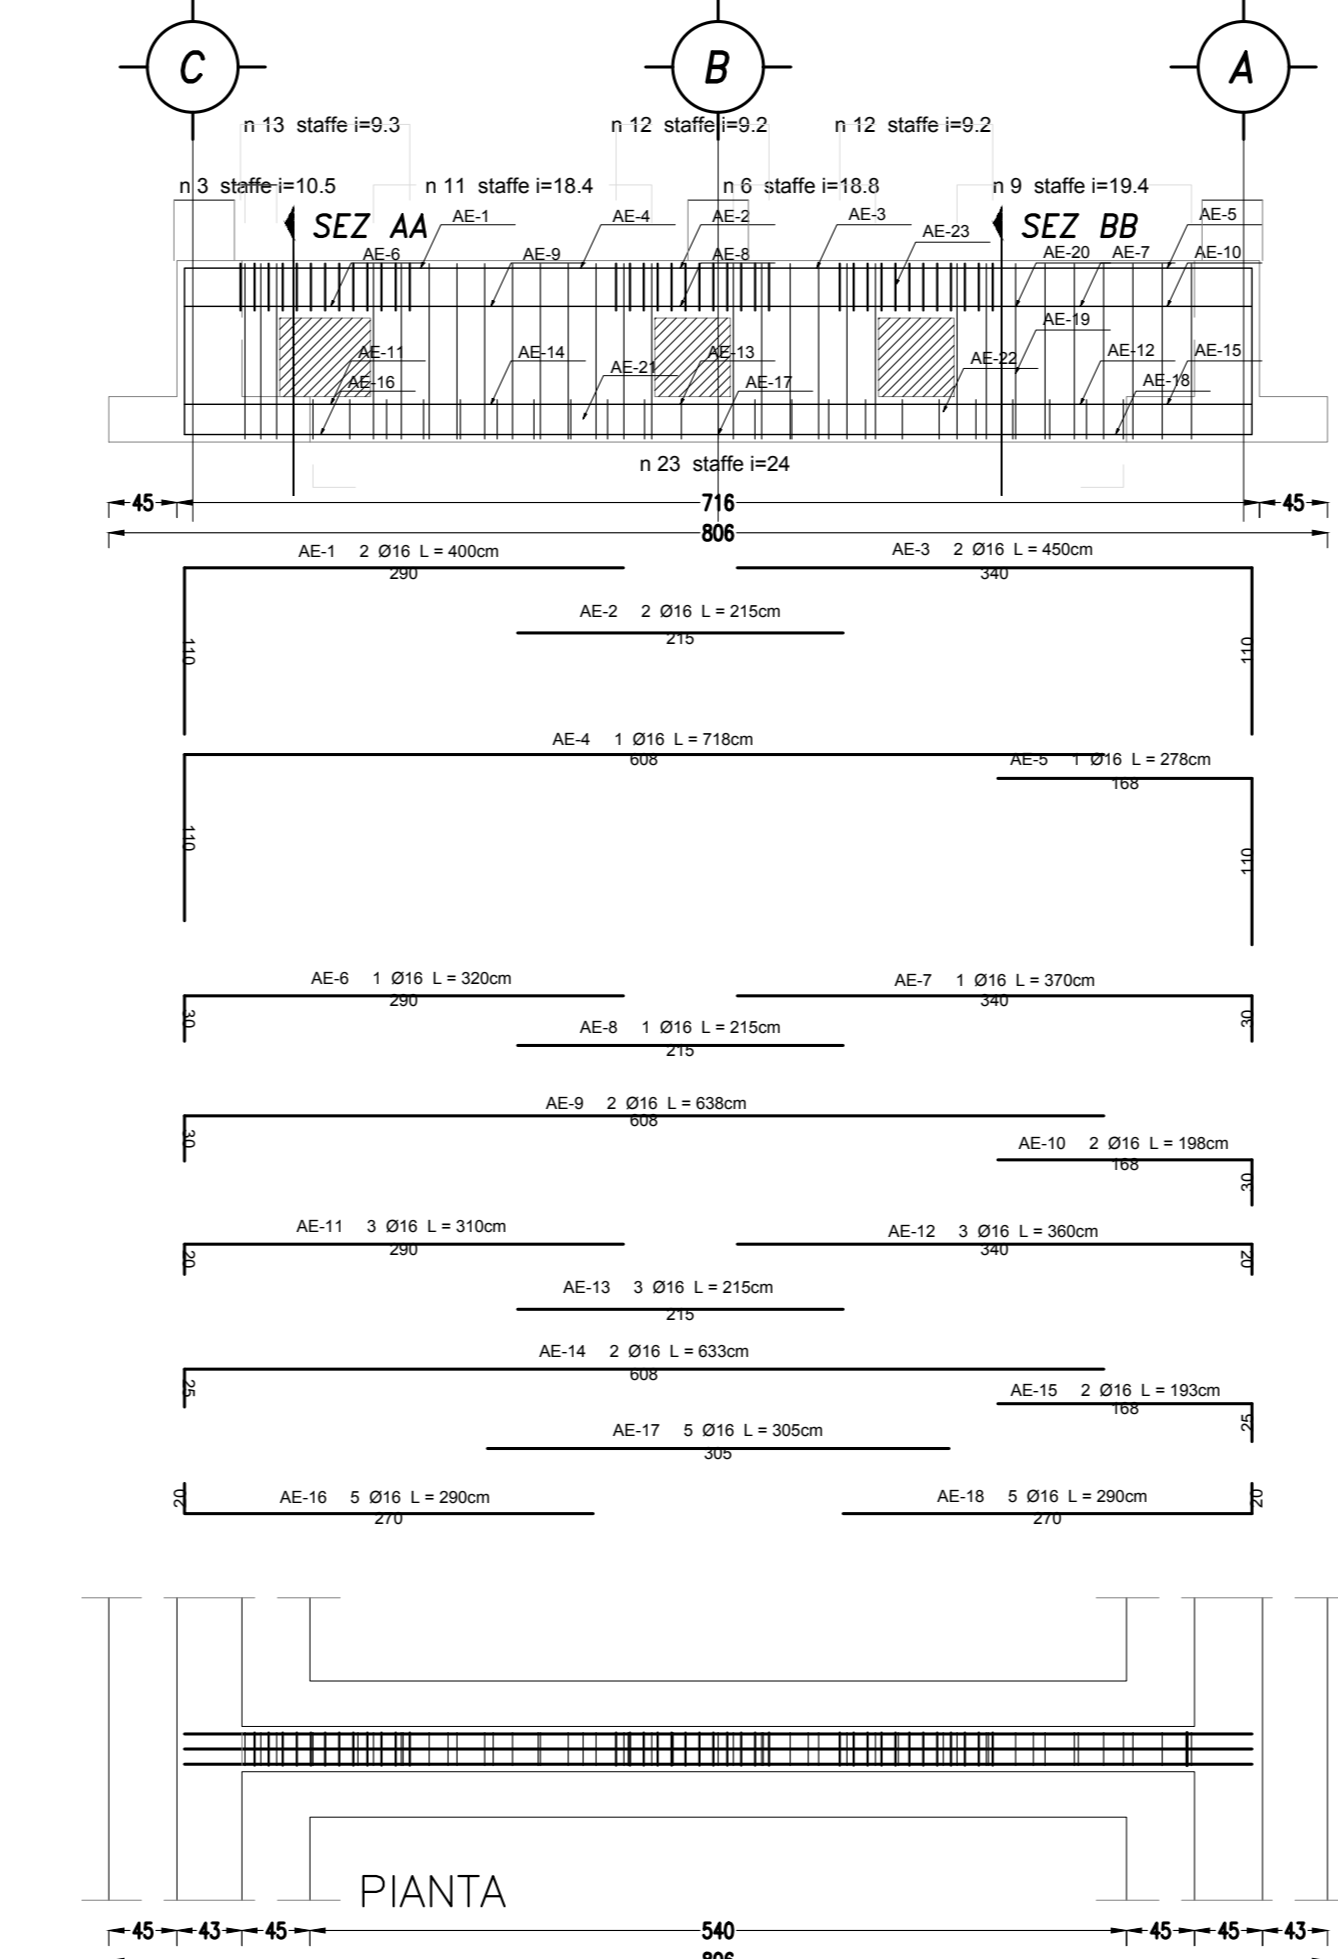 C B A
n 13 staffe i=9.3 n 12 staffe i=9.2 n 12 staffe i=9.2
n 3 staffe i=10.5 n 11 staffe i=18.4 n 6 staffe i=18.8 n 9 staffe i=19.4
SEZ AA AE-1 AE-4 AE-2 AE-3 AE-23 SEZ BB AE-5
AE-6 AE-9 AE-8 AE-20 AE-7 AE-10
AE-19
AE-11 AE-14 AE-21 AE-13 AE-22 AE-12 AE-15
AE-16 AE-17 AE-18
n 23 staffe i=24
45 716 45
806
AE-1 2 Ø16 L = 400cm AE-3 2 Ø16 L = 450cm
290 340
AE-2 2 Ø16 L = 215cm
215
110 110
AE-4 1 Ø16 L = 718cm
608
AE-5 1 Ø16 L = 278cm
168
110 110
AE-6 1 Ø16 L = 320cm AE-7 1 Ø16 L = 370cm
290 340
30 30
AE-8 1 Ø16 L = 215cm
215
AE-9 2 Ø16 L = 638cm
608
30
AE-10 2 Ø16 L = 198cm
168
30
AE-11 3 Ø16 L = 310cm AE-12 3 Ø16 L = 360cm
290 340
20 20
AE-13 3 Ø16 L = 215cm
215
AE-14 2 Ø16 L = 633cm
608
25
AE-15 2 Ø16 L = 193cm
168
25
AE-17 5 Ø16 L = 305cm
305
20 AE-16 5 Ø16 L = 290cm AE-18 5 Ø16 L = 290cm 20
270 270
PIANTA
45 43 45 540 45 45 43
806